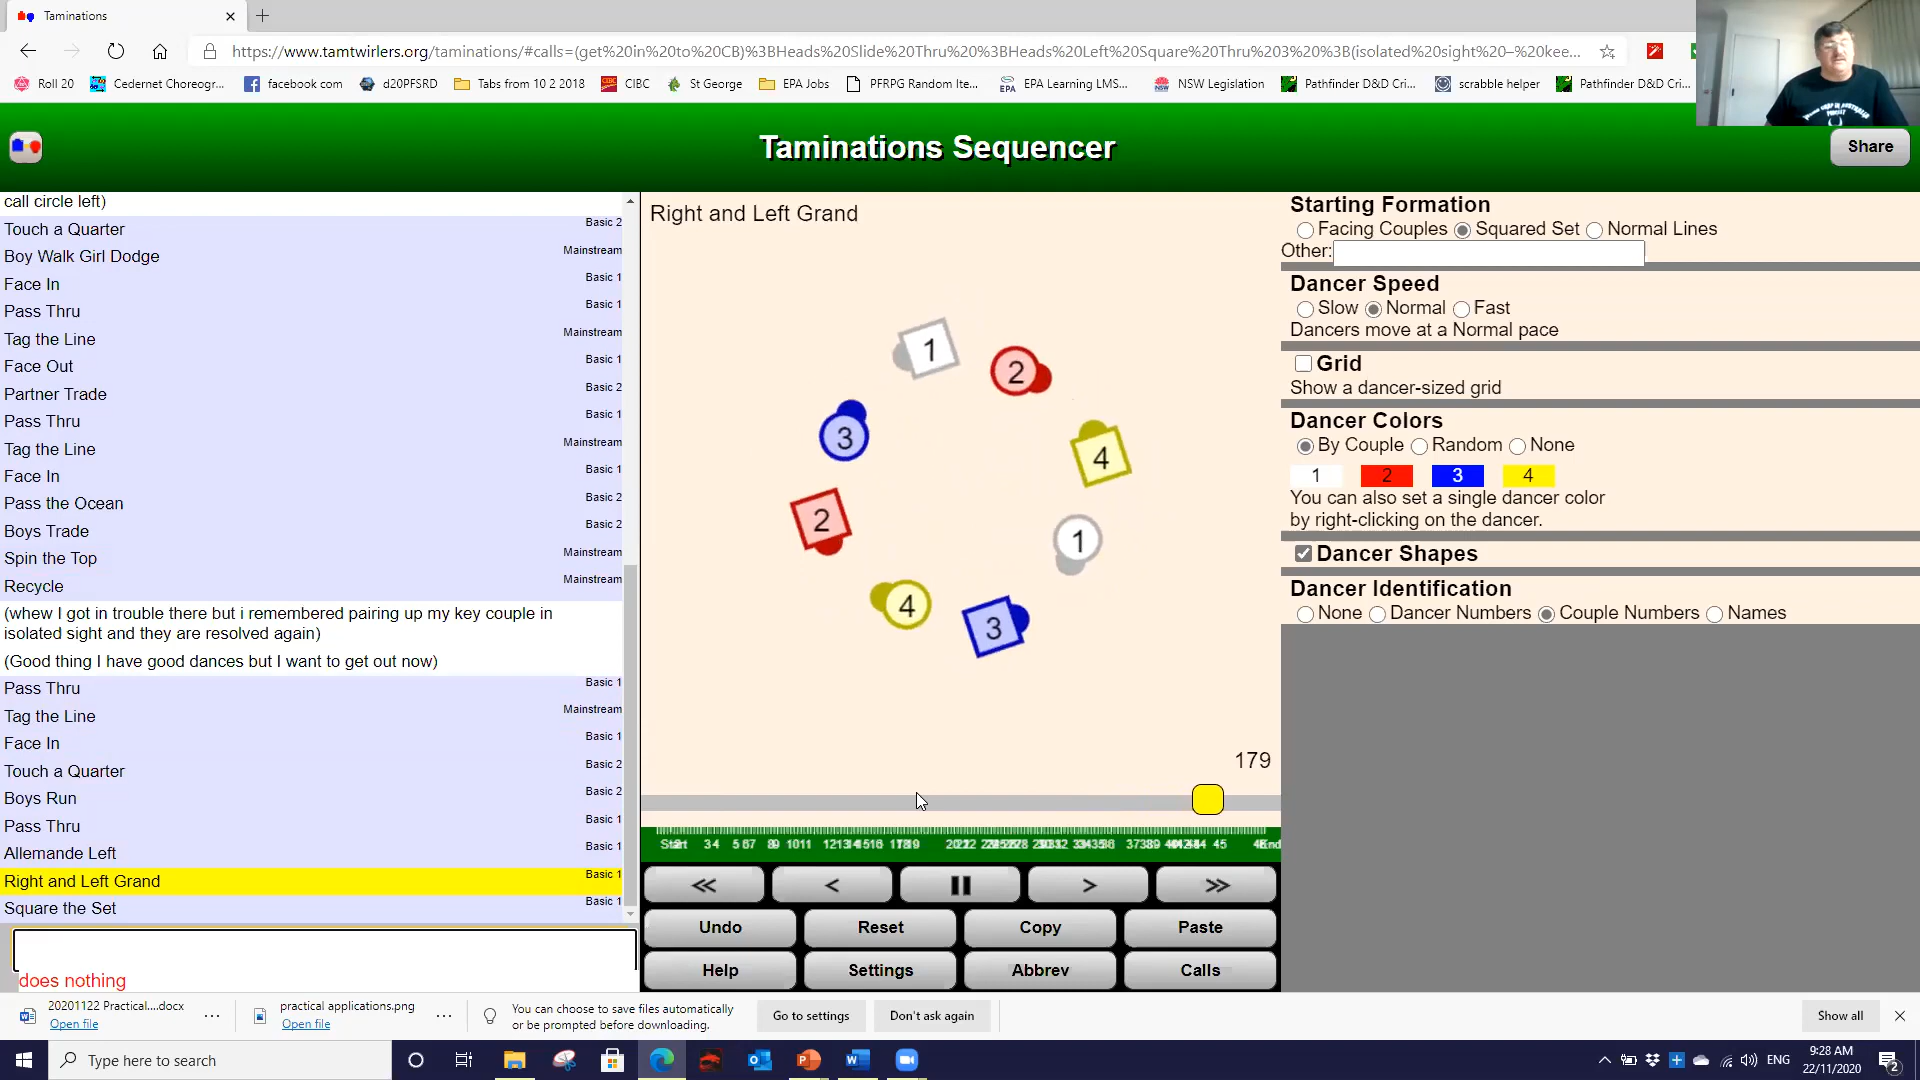 Taminations
https://www.tamtwirlers.org/taminations/#calls=(get%20in%20to%20CB)%3BHeads%20Slide%20Thru%20%3BHeads%20Left%20Square%20Thru%203%20%3B(isolated%20sight%20–%20kee...
Roll 20
Cedernet Choreogr...
facebook com
d20PFSRD
Tabs from 10 2 2018
CIBC
St George
EPA Jobs
PFRPG Random Ite...
EPA Learning LMS...
NSW Legislation
Pathfinder D&D Cri...
scrabble helper
Pathfinder D&D Cri...
Taminations Sequencer
Share
call circle left)
Touch a Quarter Basic 2
Boy Walk Girl Dodge Mainstream
Face In Basic 1
Pass Thru Basic 1
Tag the Line Mainstream
Face Out Basic 1
Partner Trade Basic 2
Pass Thru Basic 1
Tag the Line Mainstream
Face In Basic 1
Pass the Ocean Basic 2
Boys Trade Basic 2
Spin the Top Mainstream
Recycle Mainstream
(whew I got in trouble there but i remembered pairing up my key couple in
isolated sight and they are resolved again)
(Good thing I have good dances but I want to get out now)
Pass Thru Basic 1
Tag the Line Mainstream
Face In Basic 1
Touch a Quarter Basic 2
Boys Run Basic 2
Pass Thru Basic 1
Allemande Left Basic 1
Right and Left Grand Basic 1
Square the Set Basic 1
does nothing
Right and Left Grand
1
2
3
4
2
1
4
3
179
<< < > >>
Undo Reset Copy Paste
Help Settings Abbrev Calls
Starting Formation
Facing Couples Squared Set Normal Lines
Other:
Dancer Speed
Slow Normal Fast
Dancers move at a Normal pace
Grid
Show a dancer-sized grid
Dancer Colors
By Couple Random None
1 2 3 4
You can also set a single dancer color
by right-clicking on the dancer.
Dancer Shapes
Dancer Identification
None Dancer Numbers Couple Numbers Names
20201122 Practical....docx
Open file
practical applications.png
Open file
You can choose to save files automatically
or be prompted before downloading.
Go to settings
Don't ask again
Show all
Type here to search
ENG
9:28 AM
22/11/2020
2